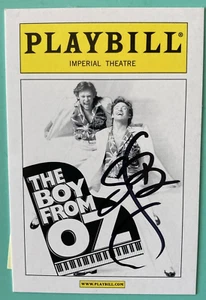 PLAYBILL®
IMPERIAL THEATRE
THE
BOY
FROM
OZ
WWW.PLAYBILL.COM